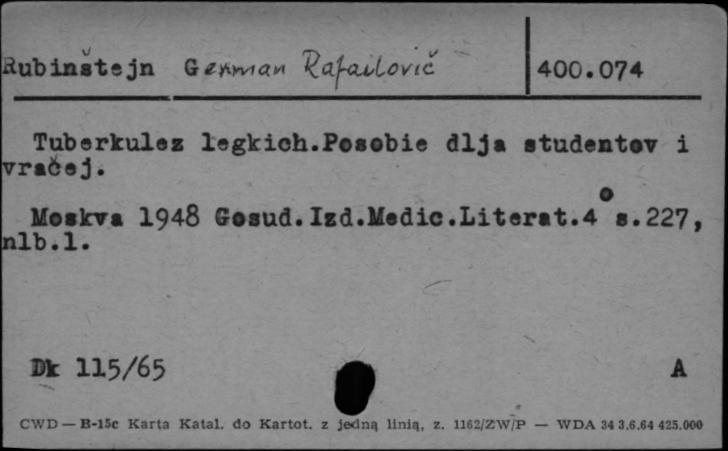 Rubinštejn German Rafailovič 400.074
Tuberkulez legkich.Posobie dlja studentov i
vračej.
Moskva 1948 Gosud.Izd.Medic.Literat.4° s.227,
nlb.1.
Dk 115/65 A
CWD — B-15c Karta Katal. do Kartot. z jedną linią, z. 1162/ZW/P — WDA 34 3.6.64 425.000